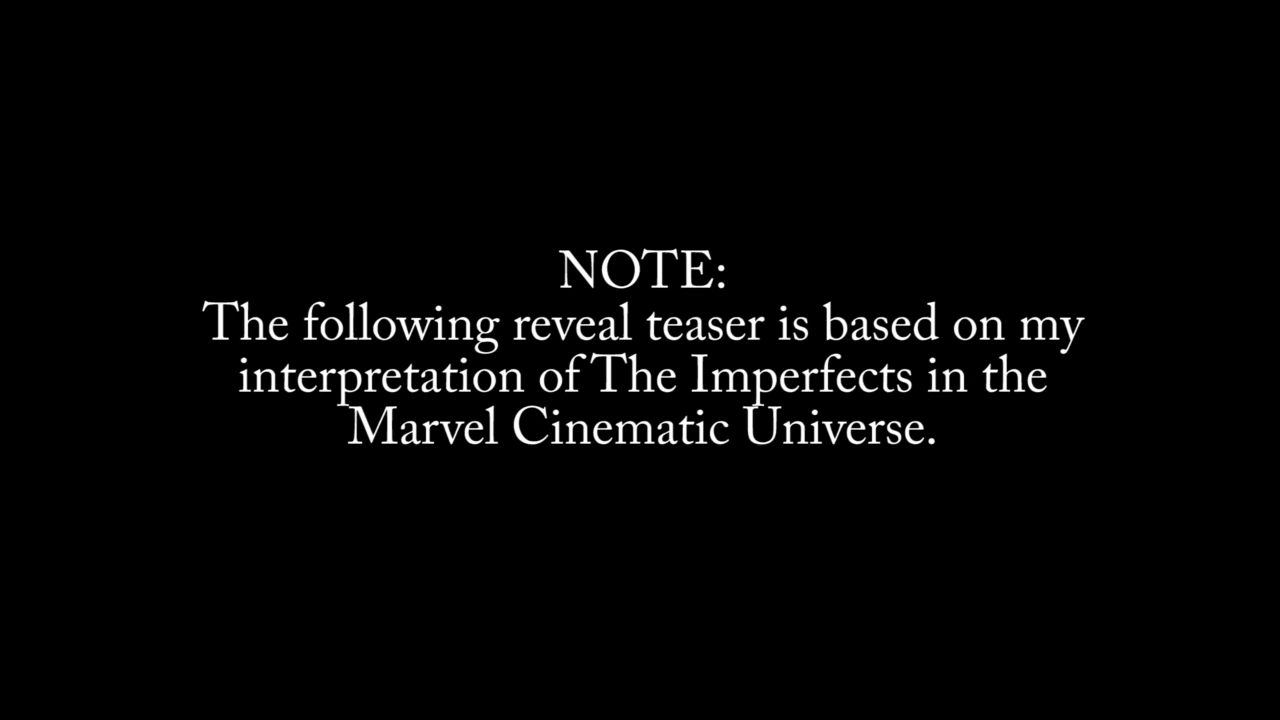 NOTE:
The following reveal teaser is based on my
interpretation of The Imperfects in the
Marvel Cinematic Universe.